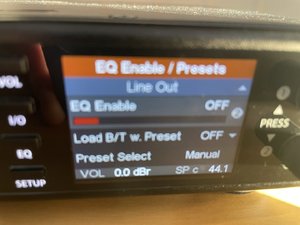 EQ Enable / Presets
Line Out
VOL
EQ Enable OFF
2
I/O
PRESS
Load B/T w. Preset OFF
EQ
Preset Select Manual
SETUP
VOL 0.0 dBr SP c 44.1